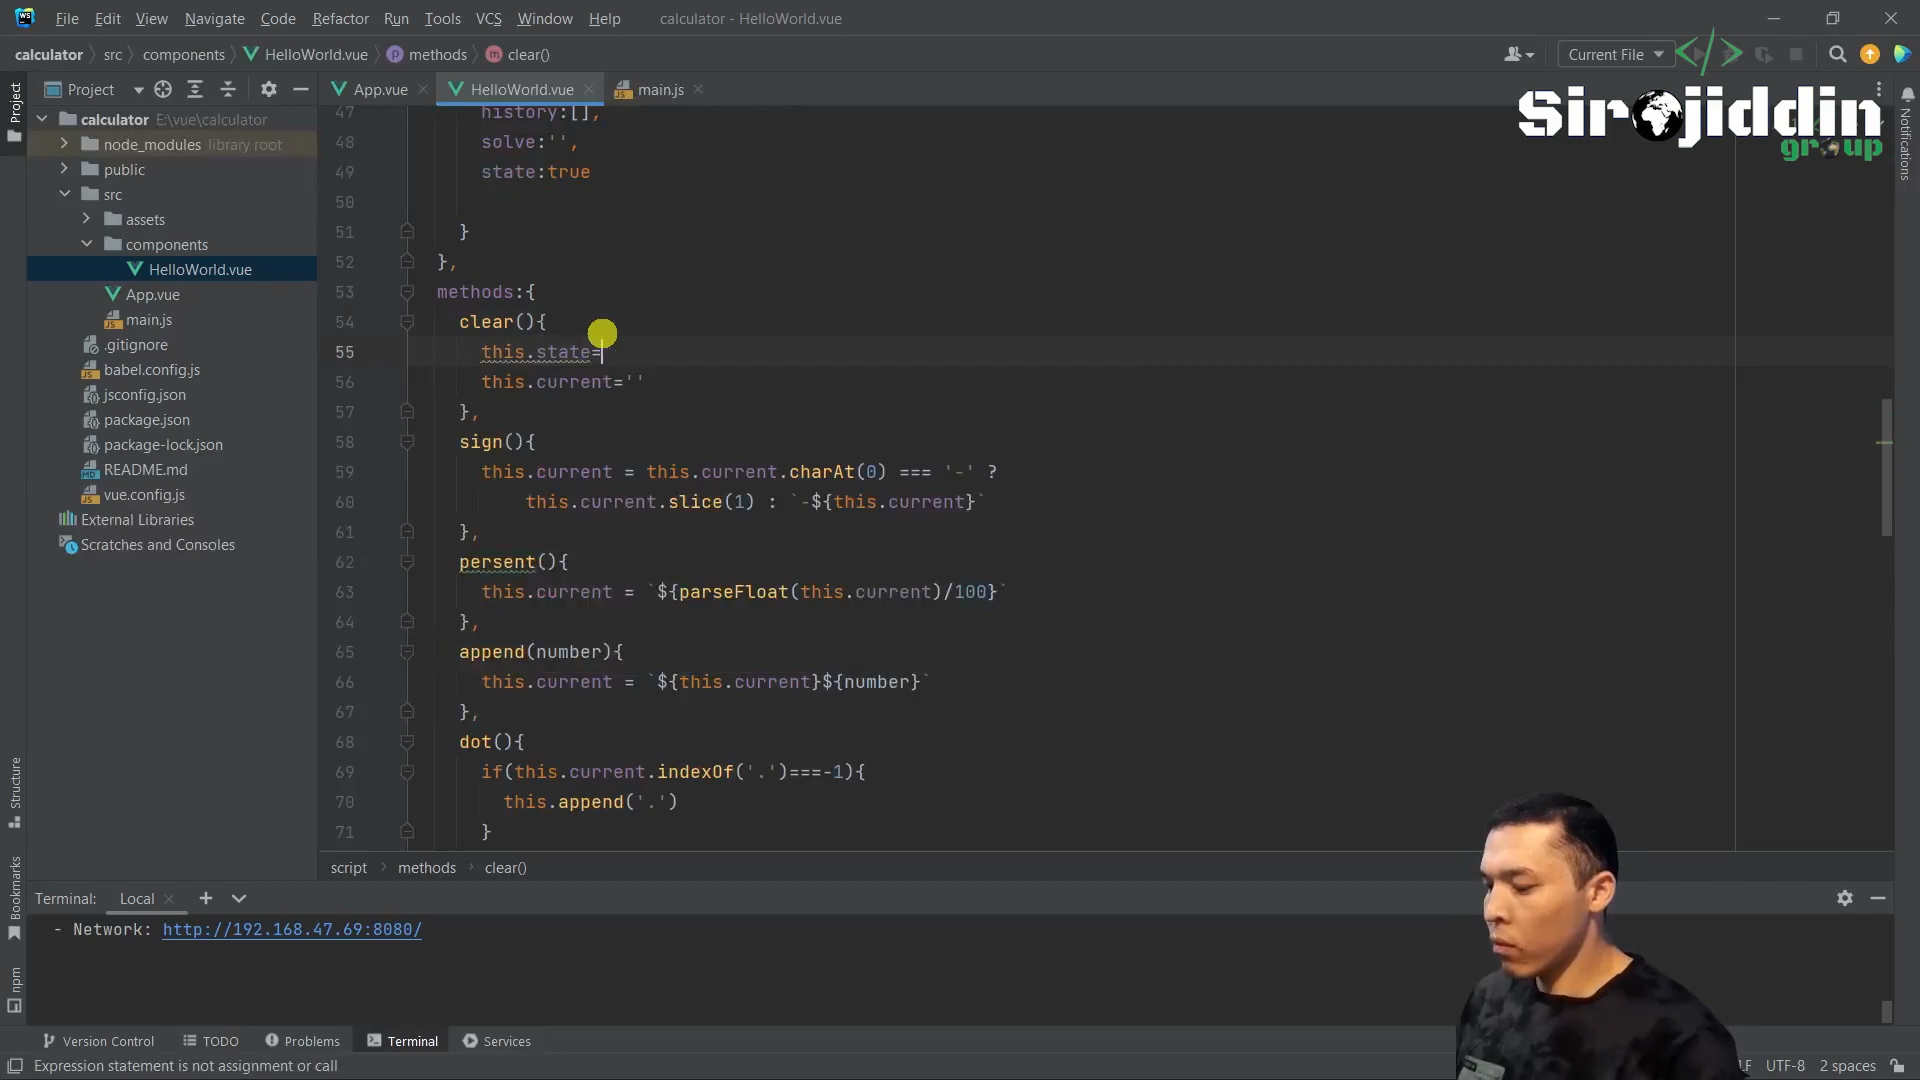 File Edit View Navigate Code Refactor Run Tools VCS Window Help calculator - HelloWorld.vue
calculator src components HelloWorld.vue methods clear() Current File
Sirojiddin
group
Project
App.vue HelloWorld.vue main.js
calculator E:\vue\calculator
node_modules library root
public
src
assets
components
HelloWorld.vue
App.vue
main.js
.gitignore
babel.config.js
jsconfig.json
package.json
package-lock.json
README.md
vue.config.js
External Libraries
Scratches and Consoles
Project
Structure
Bookmarks
npm
Notifications
47 history:[],
48 solve:'',
49 state:true
50
51 }
52 },
53 methods:{
54 clear(){
55 this.state=
56 this.current=''
57 },
58 sign(){
59 this.current = this.current.charAt(0) === '-' ?
60 this.current.slice(1) : `-${this.current}`
61 },
62 persent(){
63 this.current = `${parseFloat(this.current)/100}`
64 },
65 append(number){
66 this.current = `${this.current}${number}`
67 },
68 dot(){
69 if(this.current.indexOf('.')===-1){
70 this.append('.')
71 }
script methods clear()
Terminal: Local
- Network: http://192.168.47.69:8080/
Version Control TODO Problems Terminal Services
Expression statement is not assignment or call
UTF-8 2 spaces